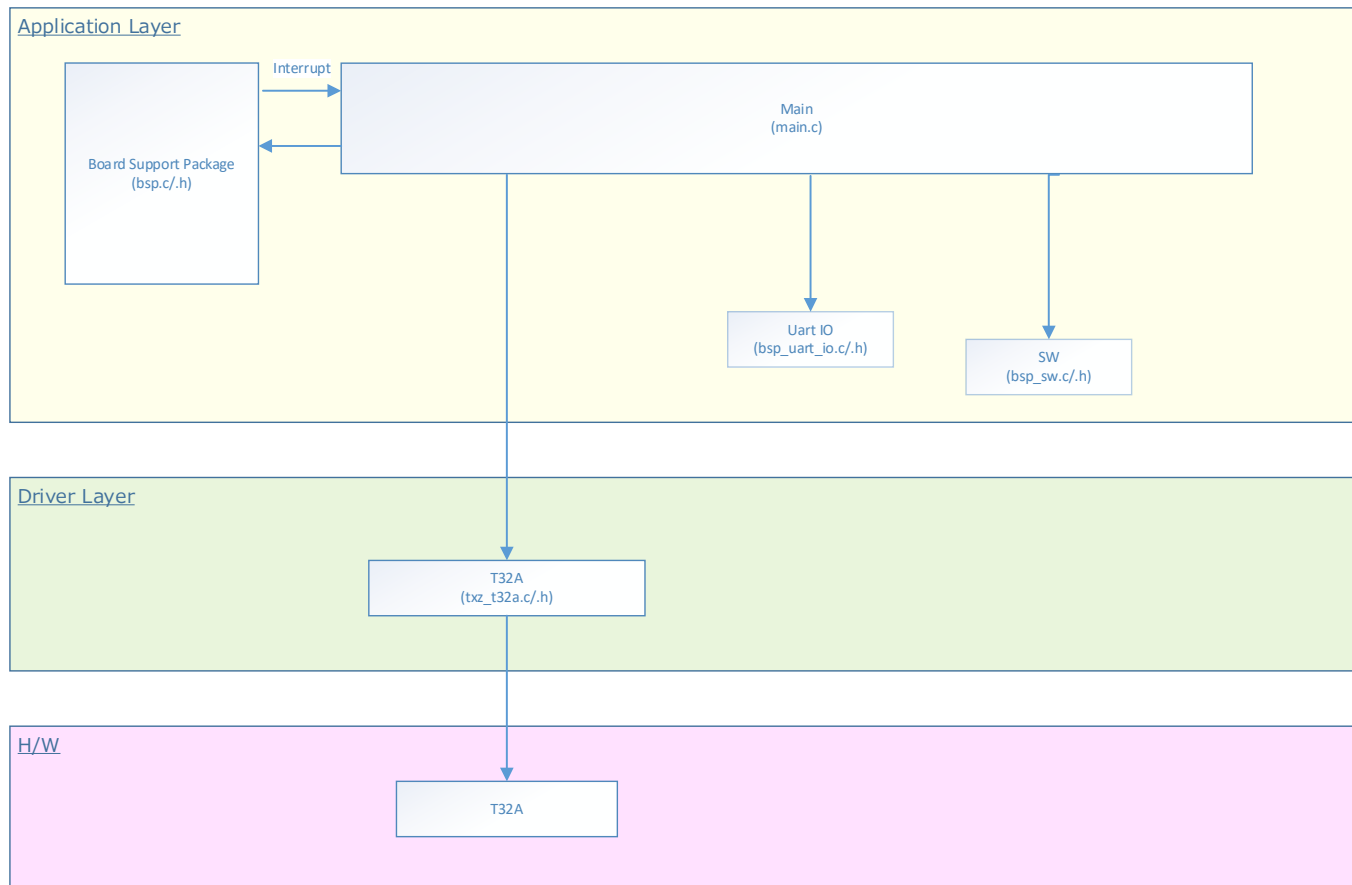 Application Layer
Interrupt
Main
(main.c)
Board Support Package
(bsp.c/.h)
Uart IO
(bsp_uart_io.c/.h)
SW
(bsp_sw.c/.h)
Driver Layer
T32A
(txz_t32a.c/.h)
H/W
T32A